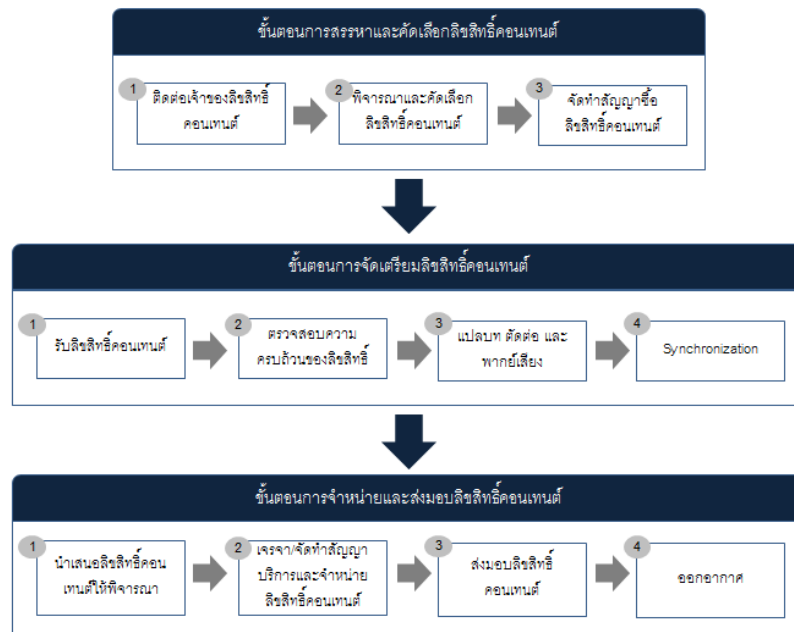 ขั้นตอนการสรรหาและคัดเลือกลิขสิทธิ์คอนเทนต์
1
ติดต่อเจ้าของลิขสิทธิ์
คอนเทนต์
2
พิจารณาและคัดเลือก
ลิขสิทธิ์คอนเทนต์
3
จัดทำสัญญาซื้อ
ลิขสิทธิ์คอนเทนต์
ขั้นตอนการจัดเตรียมลิขสิทธิ์คอนเทนต์
1
รับลิขสิทธิ์คอนเทนต์
2
ตรวจสอบความ
ครบถ้วนของลิขสิทธิ์
3
แปลบท ตัดต่อ และ
พากย์เสียง
4
Synchronization
ขั้นตอนการจำหน่ายและส่งมอบลิขสิทธิ์คอนเทนต์
1
นำเสนอลิขสิทธิ์คอน
เทนต์ให้พิจารณา
2
เจรจา/จัดทำสัญญา
บริการและจำหน่าย
ลิขสิทธิ์คอนเทนต์
3
ส่งมอบลิขสิทธิ์
คอนเทนต์
4
ออกอากาศ